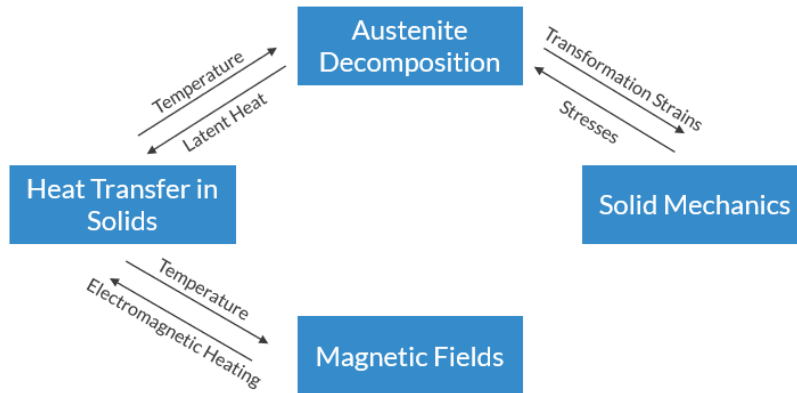 Austenite
Decomposition
Temperature
Latent Heat
Transformation Strains
Stresses
Heat Transfer in
Solids
Solid Mechanics
Temperature
Electromagnetic Heating
Magnetic Fields